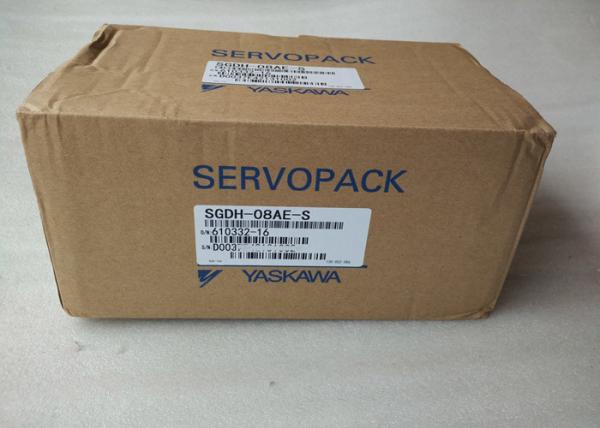 SERVOPACK
SGDH-08AE-S
YASKAWA
SERVOPACK
SGDH-08AE-S
O/N 610332-16
S/N D003
YASKAWA